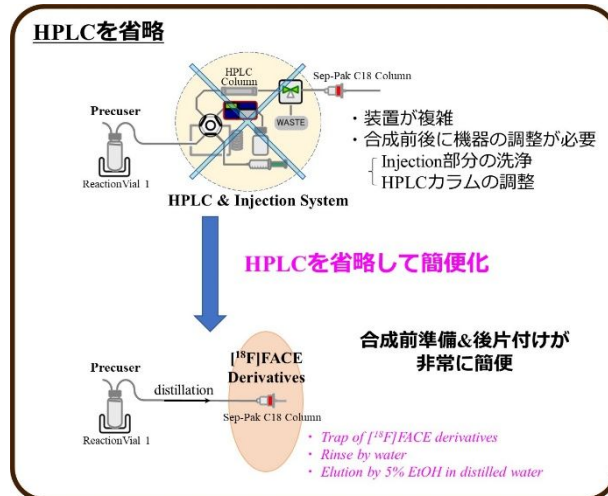 HPLCを省略
HPLC
Column
Sep-Pak C18 Column
Precuser
WASTE
ReactionVial 1
HPLC & Injection System
・装置が複雑
・合成前後に機器の調整が必要
Injection部分の洗浄
HPLCカラムの調整
HPLCを省略して簡便化
[¹⁸F]FACE
Derivatives
合成前準備&後片付けが
非常に簡便
Precuser
distillation
Sep-Pak C18 Column
ReactionVial 1
・Trap of [¹⁸F]FACE derivatives
・Rinse by water
・Elution by 5% EtOH in distilled water